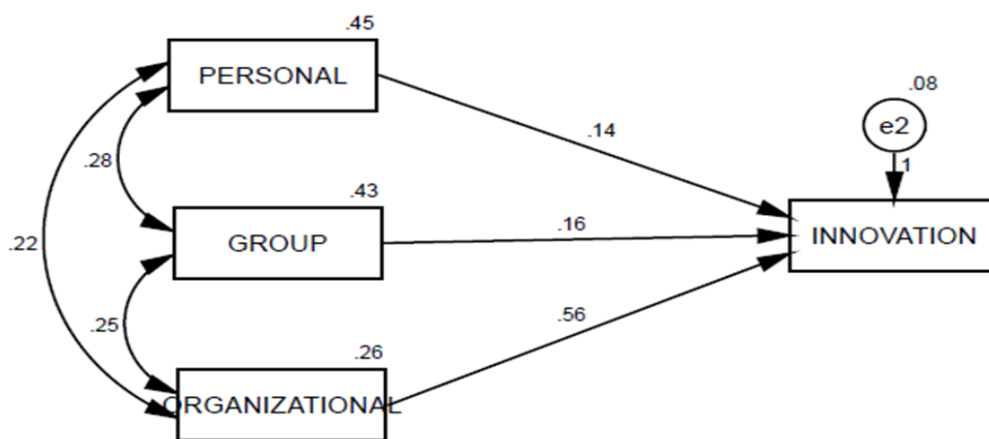 .45
PERSONAL
.08
e2
.14
1
.28
.43
GROUP
.16
INNOVATION
.22
.25
.56
.26
ORGANIZATIONAL